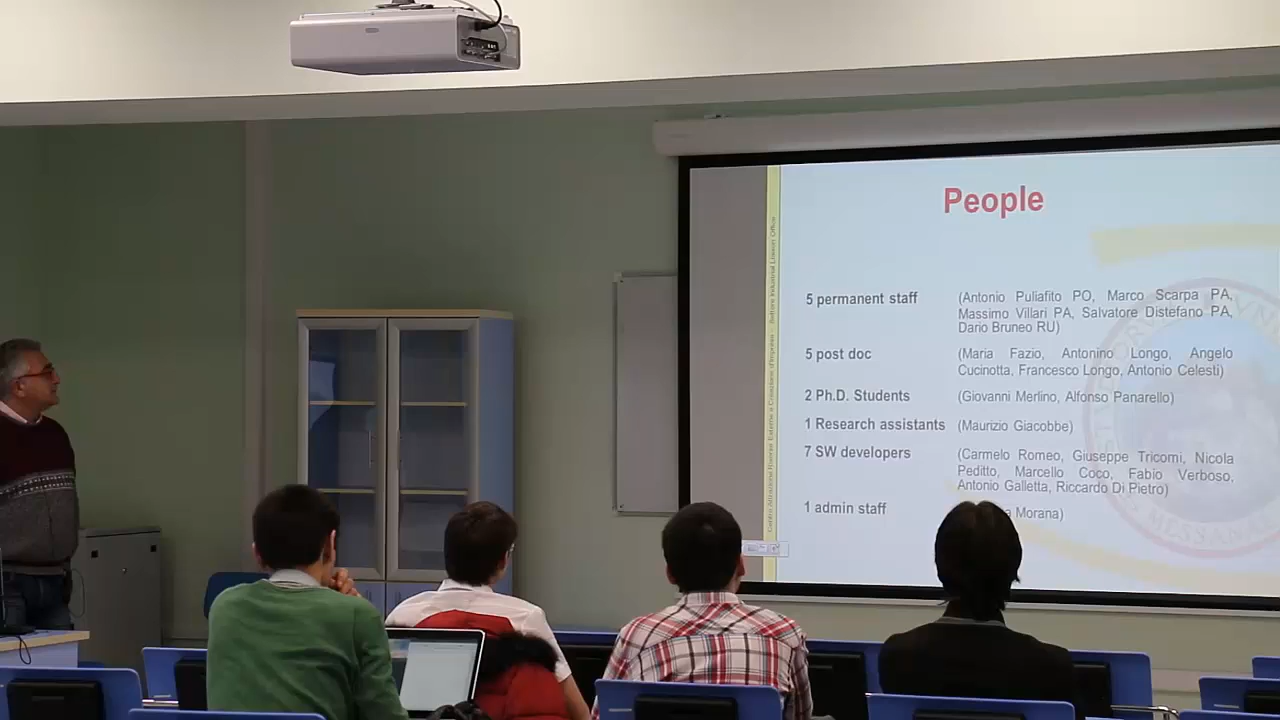 People
5 permanent staff
(Antonio Puliafito PO, Marco Scarpa PA,
Massimo Villari PA, Salvatore Distefano PA,
Dario Bruneo RU)
5 post doc
(Maria Fazio, Antonino Longo, Angelo
Cucinotta, Francesco Longo, Antonio Celesti)
2 Ph.D. Students
(Giovanni Merlino, Alfonso Panarello)
1 Research assistants
(Maurizio Giacobbe)
7 SW developers
(Carmelo Romeo, Giuseppe Tricomi, Nicola
Peditto, Marcello Coco, Fabio Verboso,
Antonio Galletta, Riccardo Di Pietro)
1 admin staff
Morana)